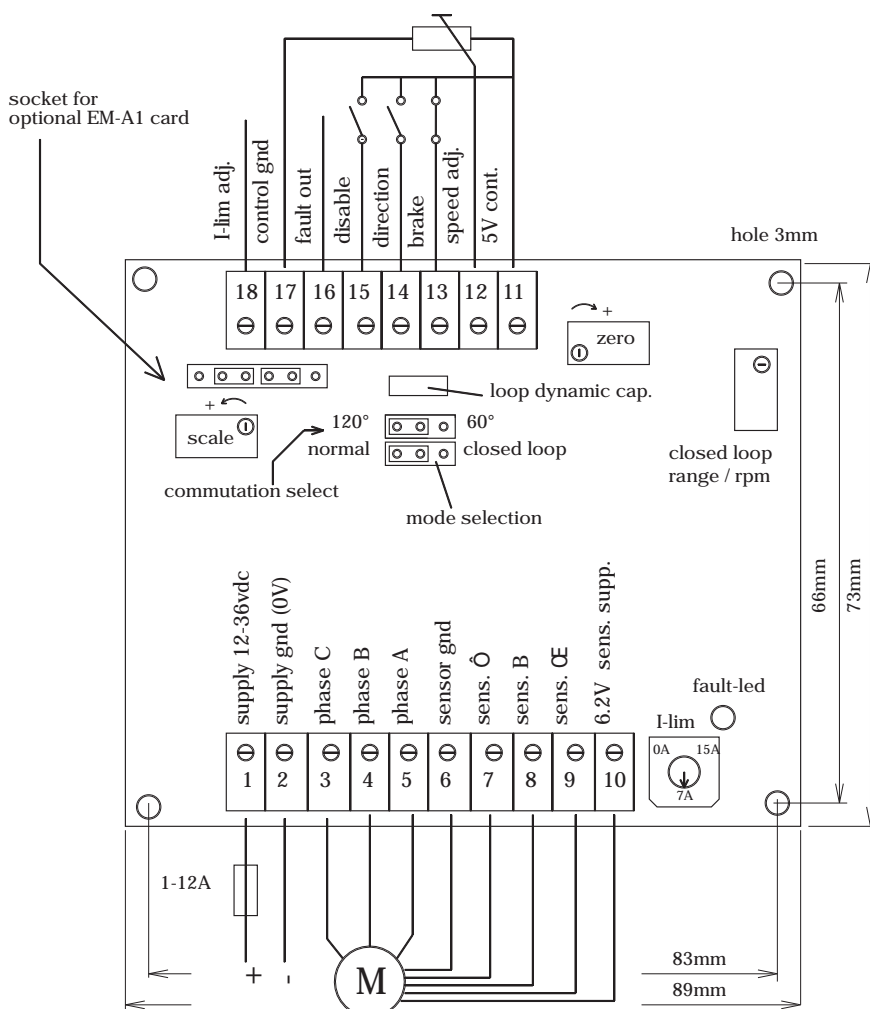 socket for
optional EM-A1 card
I-lim adj.
control gnd
fault out
disable
direction
brake
speed adj.
5V cont.
hole 3mm
18 17 16 15 14 13 12 11
+
zero
loop dynamic cap.
+
scale
120° 60°
normal closed loop
commutation select
mode selection
closed loop
range / rpm
66mm
73mm
supply 12-36vdc
supply gnd (0V)
phase C
phase B
phase A
sensor gnd
sens. Ô
sens. B
sens. Œ
6.2V sens. supp.
fault-led
I-lim
0A 15A
7A
1 2 3 4 5 6 7 8 9 10
1-12A
+ -
M
83mm
89mm